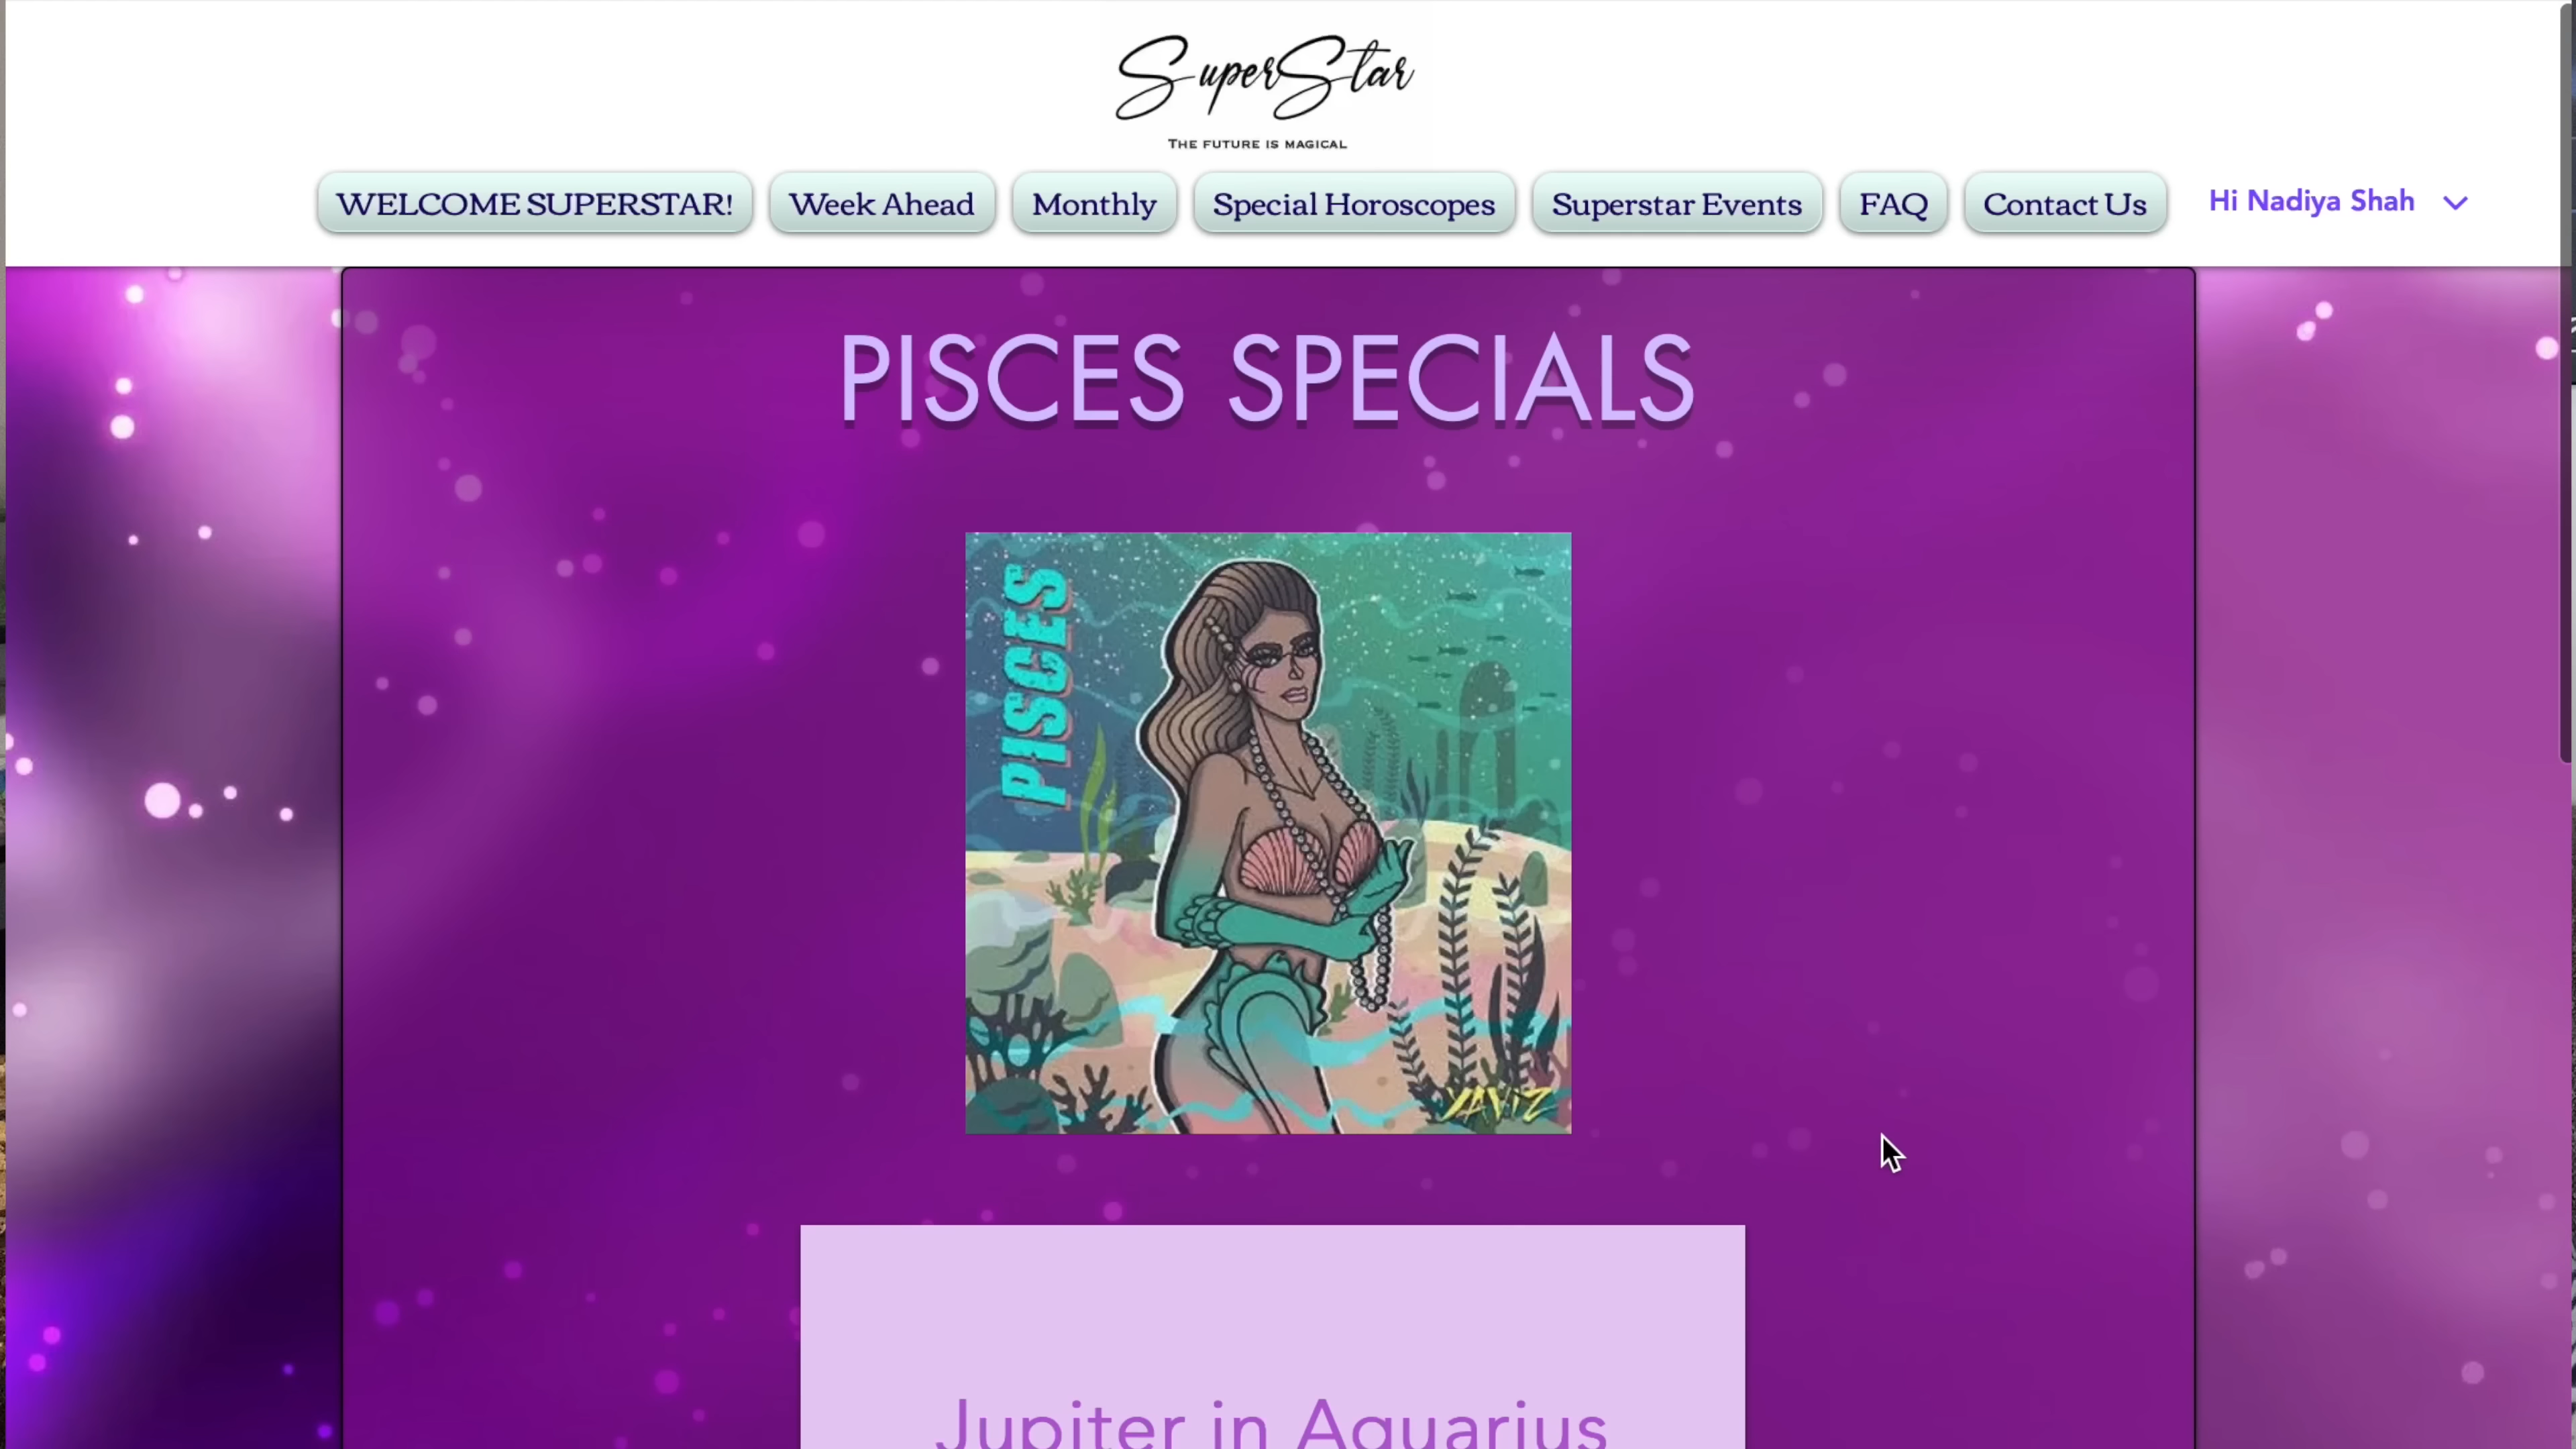 SuperStar
THE FUTURE IS MAGICAL
WELCOME SUPERSTAR! Week Ahead Monthly Special Horoscopes Superstar Events FAQ Contact Us Hi Nadiya Shah
PISCES SPECIALS
PISCES
YAVIZ
Jupiter in Aquarius